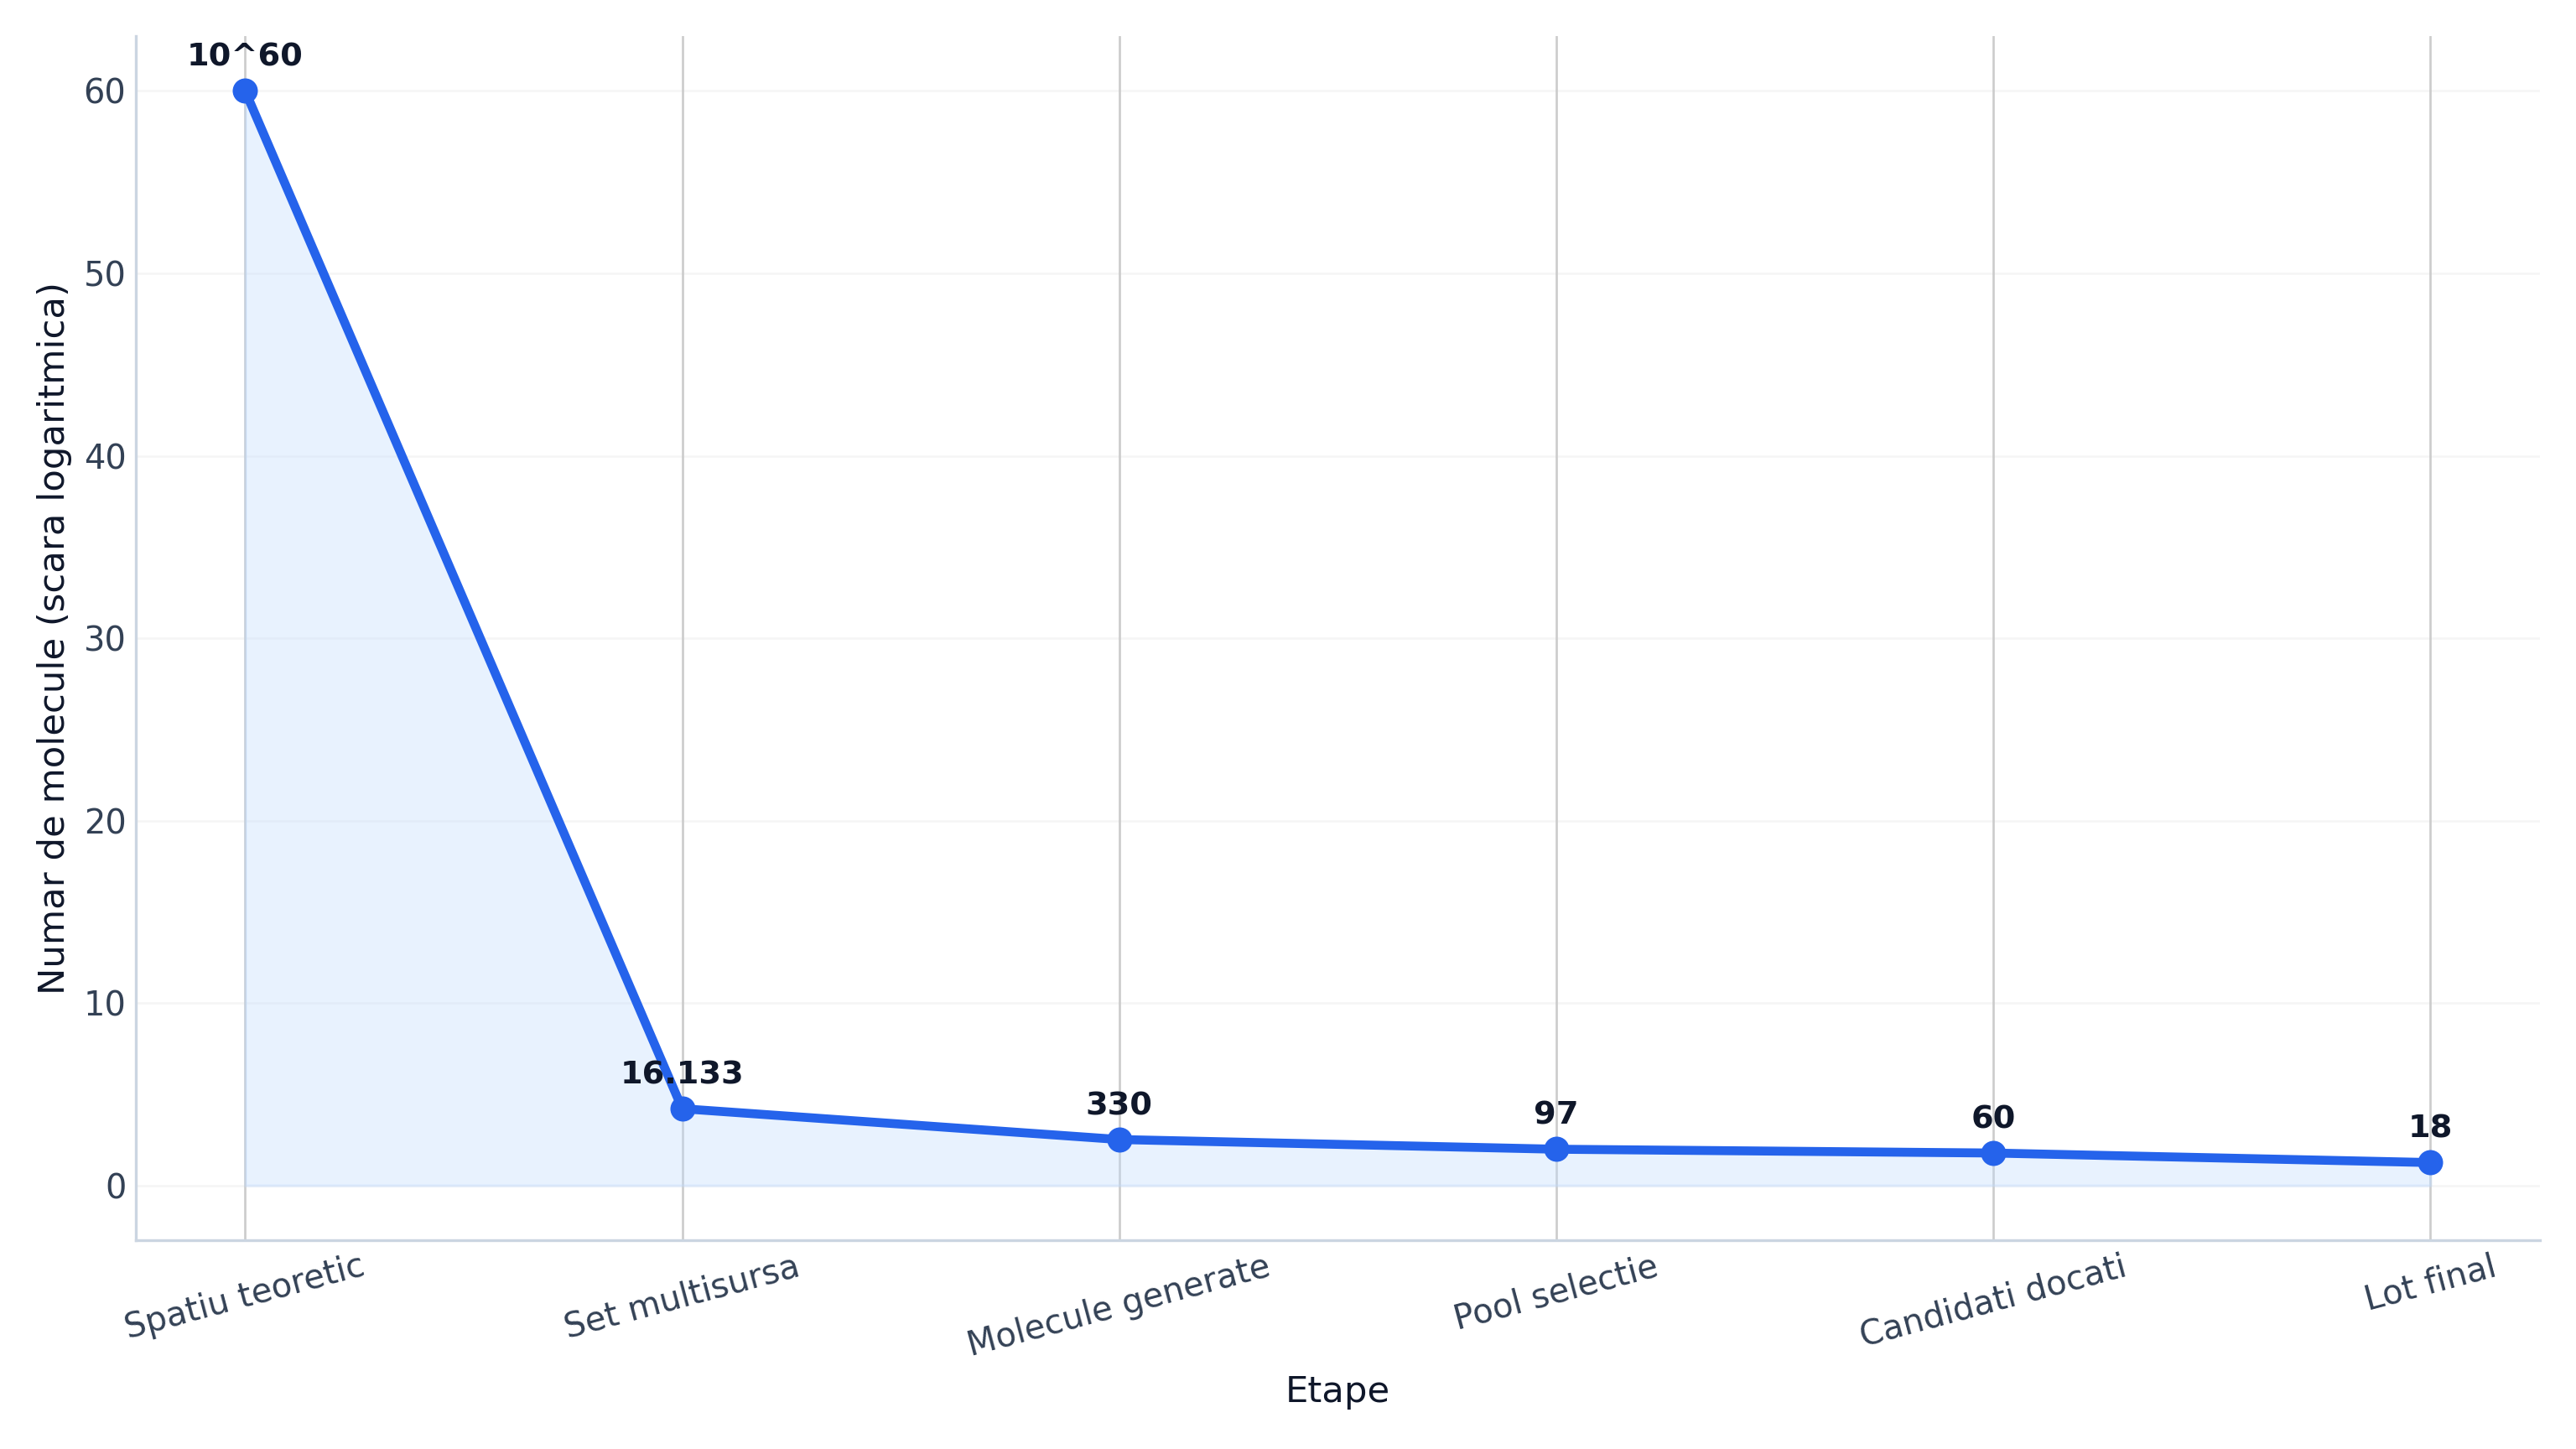 10^60
60
50
40
30
20
10
0
Numar de molecule (scara logaritmica)
16.133
330
97
60
18
Spatiu teoretic
Set multisursa
Molecule generate
Pool selectie
Candidati docati
Lot final
Etape